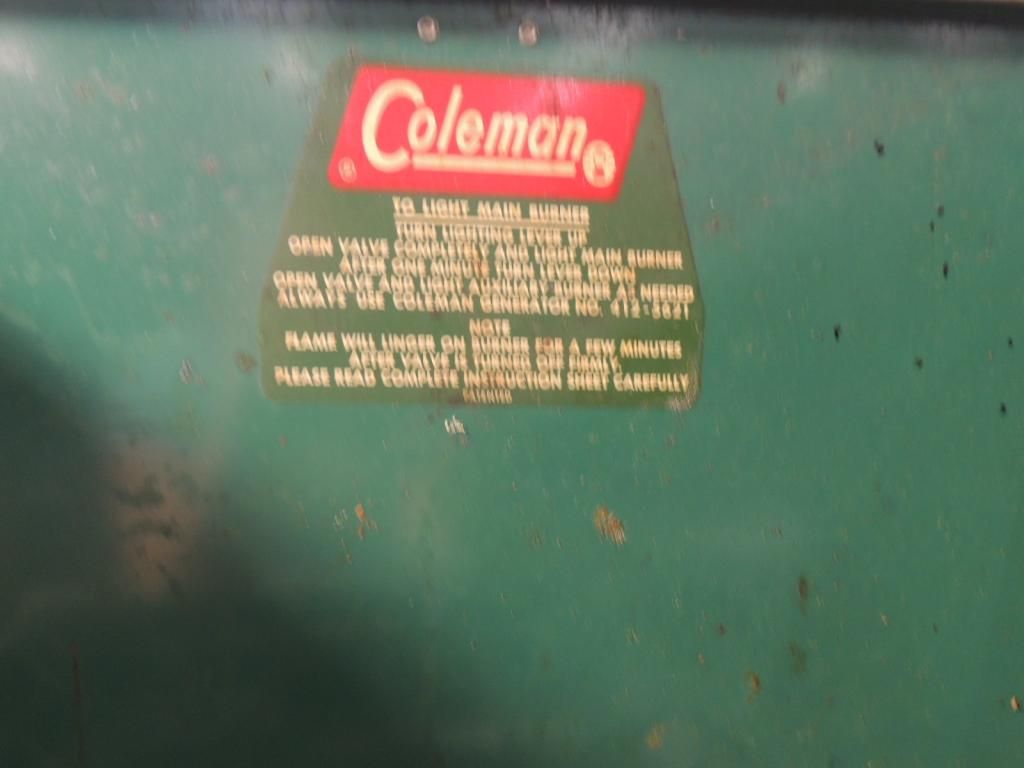 Coleman
TO LIGHT MAIN BURNER
TURN LIGHTING LEVER UP
OPEN VALVE COMPLETELY AND LIGHT MAIN BURNER
AFTER ONE MINUTE TURN LEVER DOWN
OPEN VALVE AND LIGHT AUXILIARY BURNER AS NEEDED
ALWAYS USE COLEMAN GENERATOR NO. 412-5621
NOTE
FLAME WILL LINGER ON BURNER FOR A FEW MINUTES
AFTER VALVE IS TURNED OFF FIRMLY.
PLEASE READ COMPLETE INSTRUCTION SHEET CAREFULLY
PATENTED